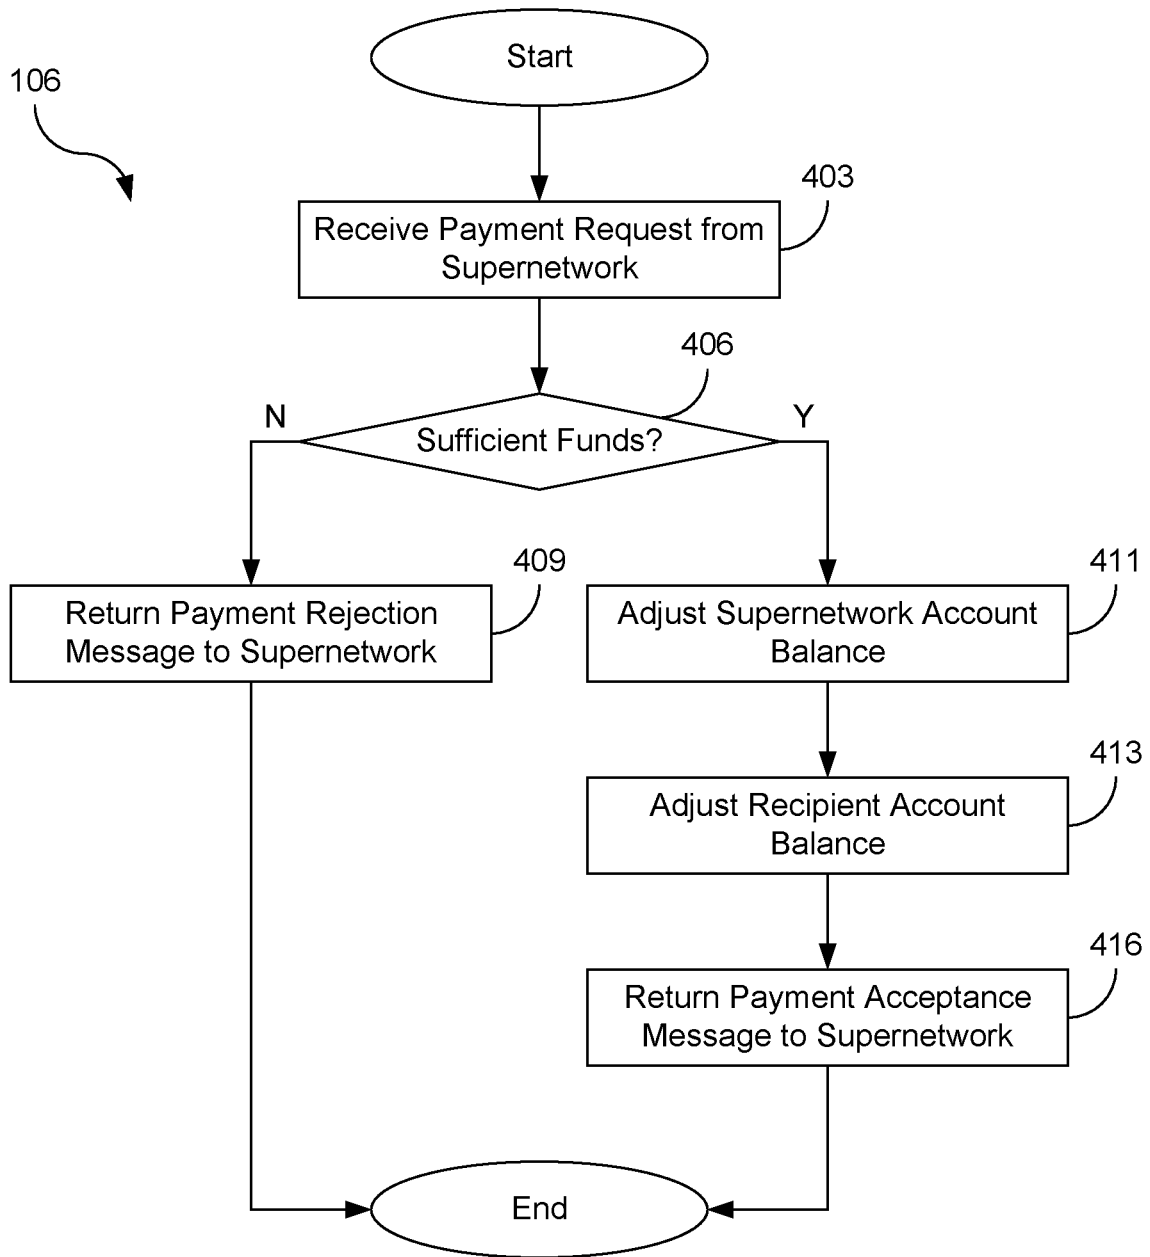 Start
106
403
Receive Payment Request from
Supernetwork
406
N
Y
Sufficient Funds?
409
411
Return Payment Rejection
Message to Supernetwork
Adjust Supernetwork Account
Balance
413
Adjust Recipient Account
Balance
416
Return Payment Acceptance
Message to Supernetwork
End